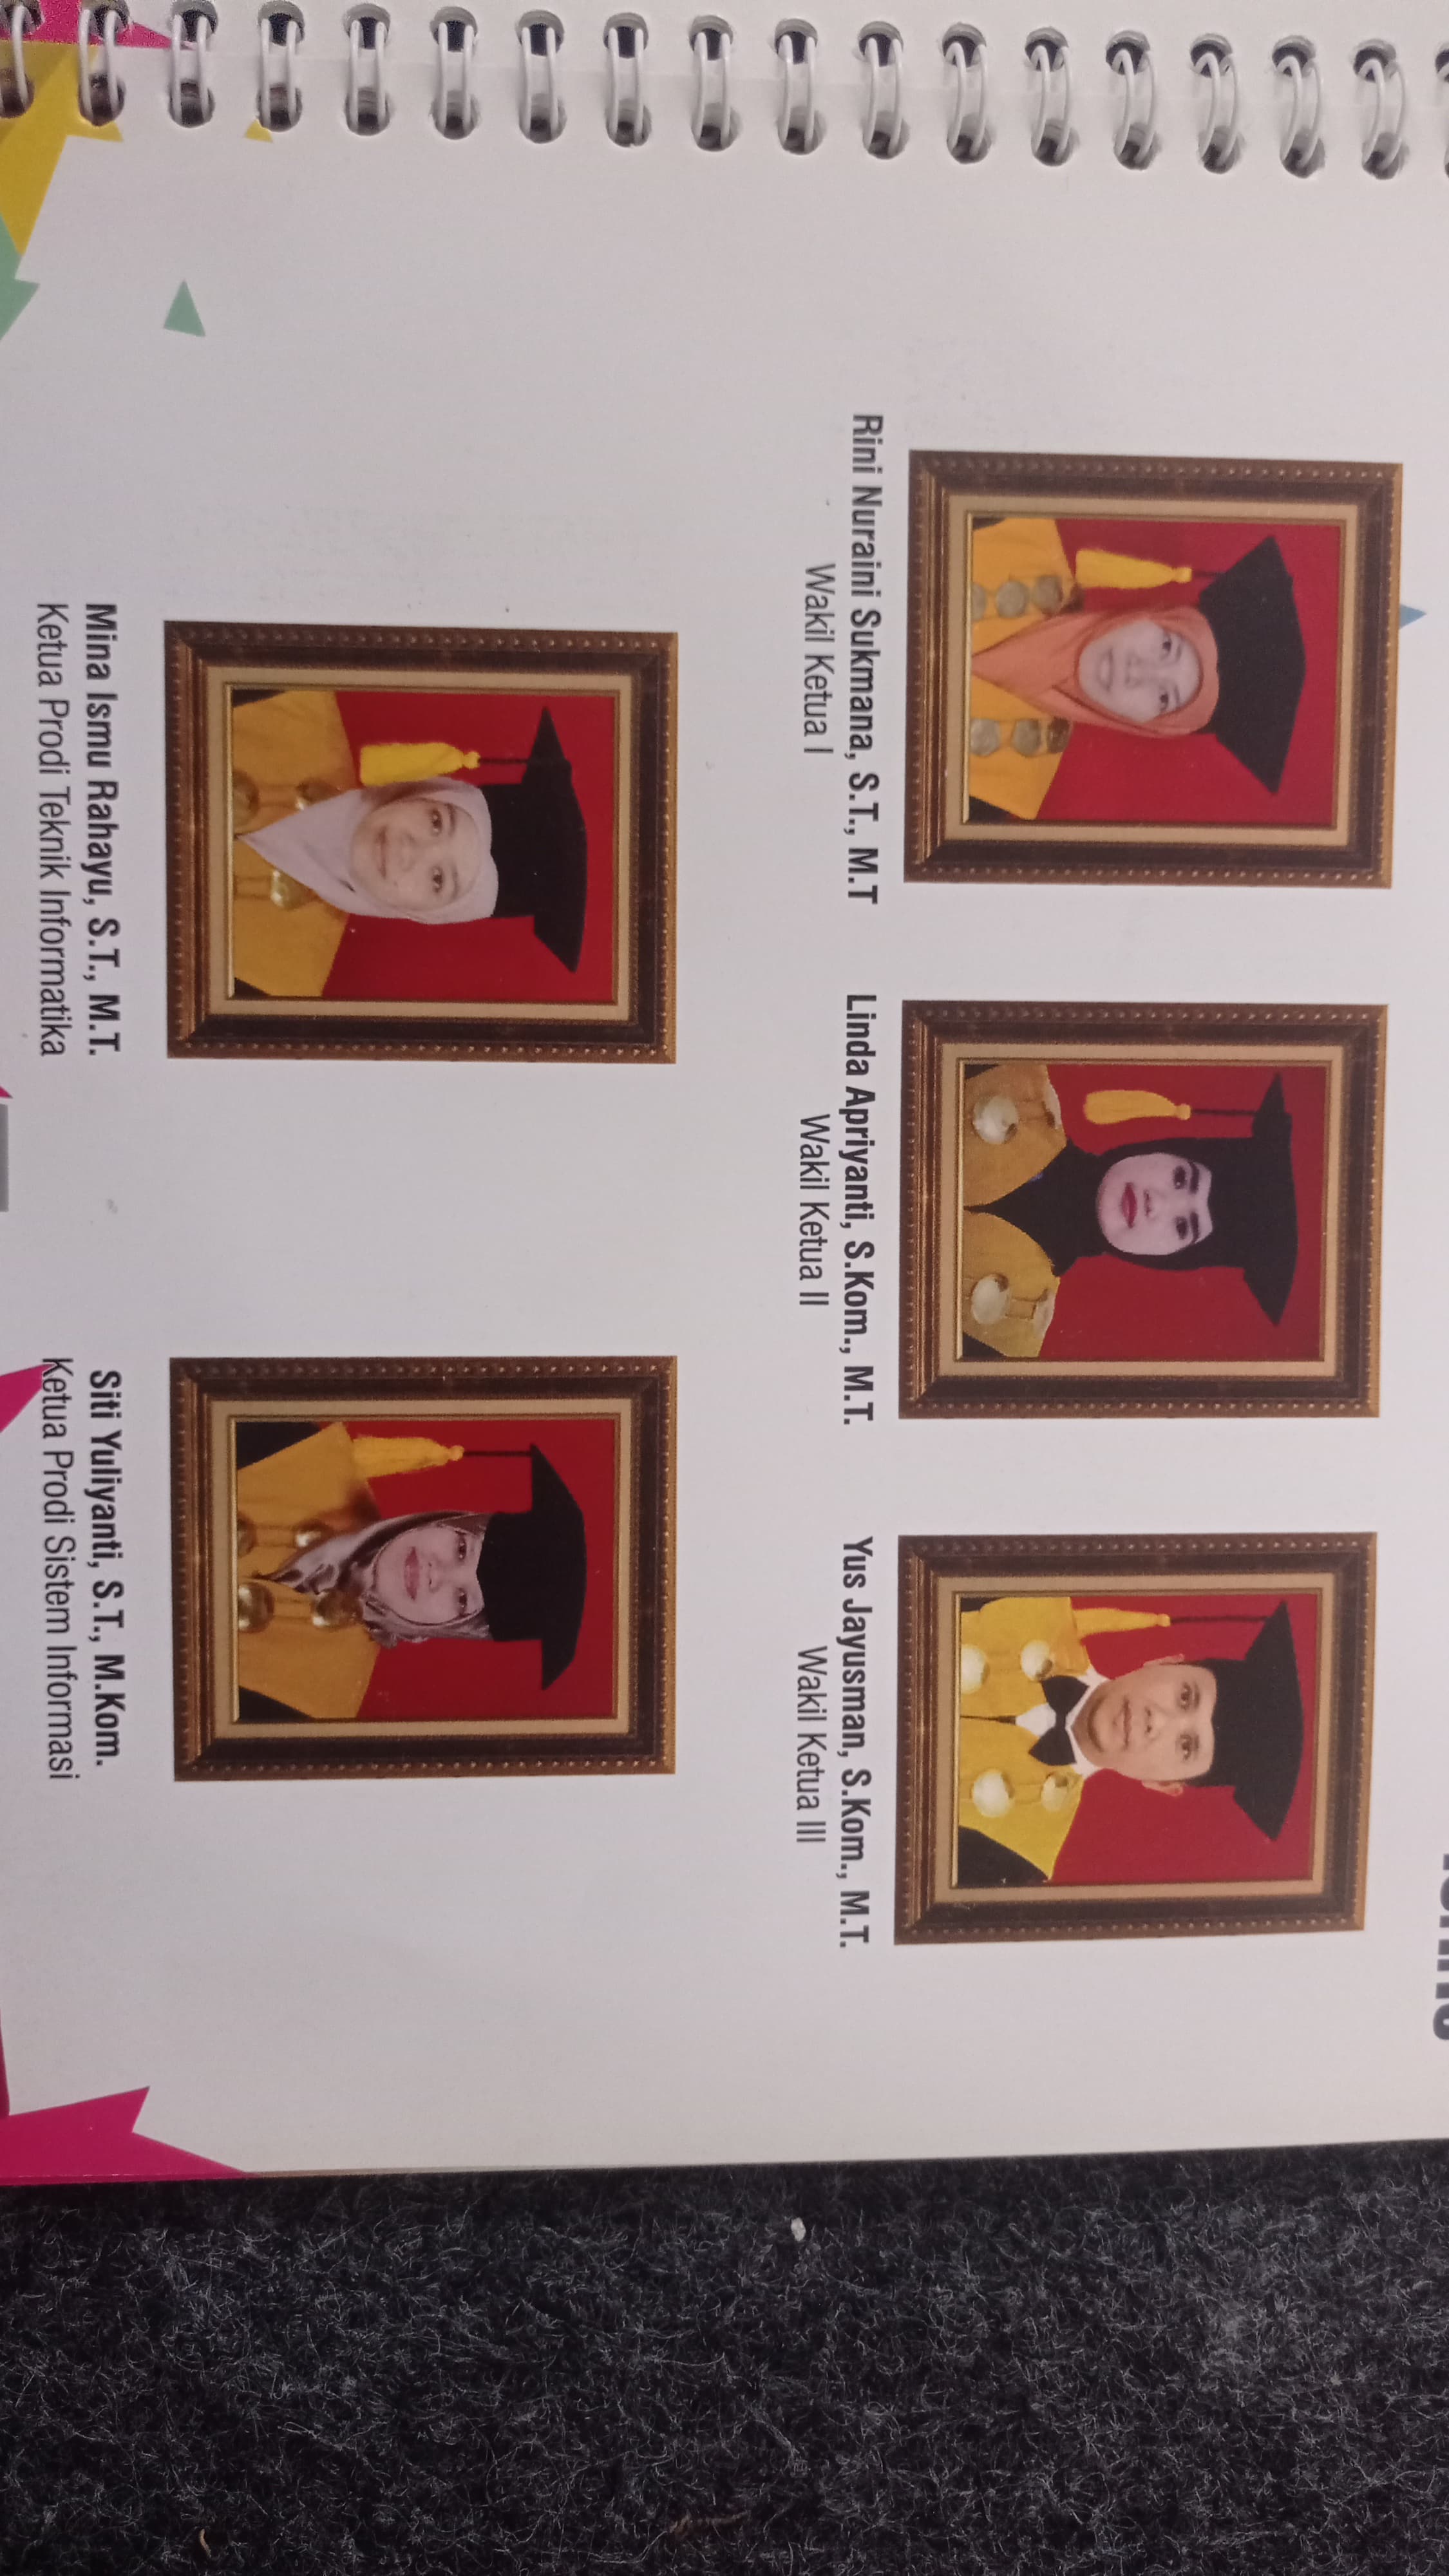 Rini Nuraini Sukmana, S.T., M.T
Wakil Ketua I
Linda Apriyanti, S.Kom., M.T.
Wakil Ketua II
Yus Jayusman, S.Kom., M.T.
Wakil Ketua III
Mina Ismu Rahayu, S.T., M.T.
Ketua Prodi Teknik Informatika
Siti Yuliyanti, S.T., M.Kom.
Ketua Prodi Sistem Informasi